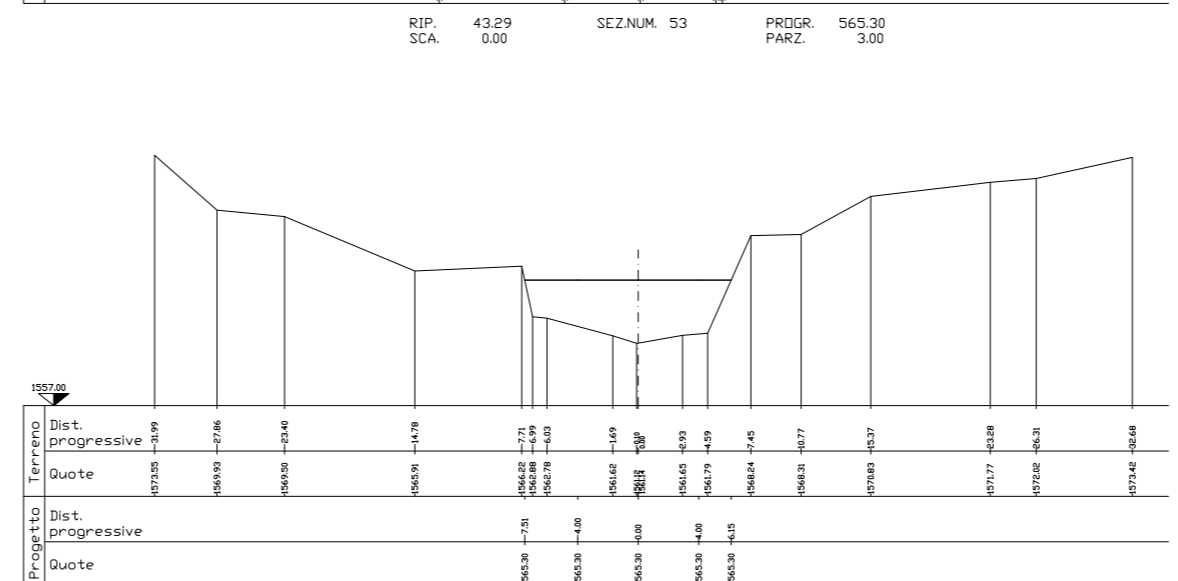 RIP. 43.29 SEZ.NUM. 53 PROGR. 565.30
SCA. 0.00 PARZ. 3.00
1557.00
Terreno
Dist. progressive 31.99 27.86 23.40 14.78 7.71 6.99 6.03 1.69 0.10 0.00 2.93 4.59 7.45 10.77 15.37 23.28 26.31 32.68
Quote 1573.55 1569.93 1569.50 1565.91 1566.22 1562.88 1562.78 1561.62 1561.65 1561.79 1568.24 1568.31 1570.83 1571.77 1572.02 1573.42
Progetto
Dist. progressive 7.51 4.00 0.00 4.00 6.15
Quote 565.30 565.30 565.30 565.30 565.30